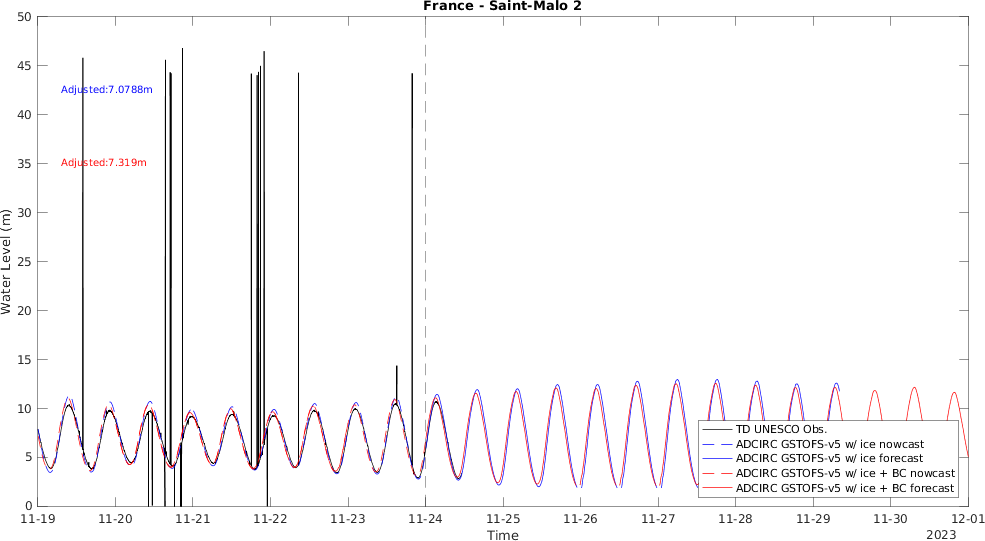 France - Saint-Malo 2
50
45
40
35
30
25
20
15
10
5
0
Water Level (m)
Adjusted:7.0788m
Adjusted:7.319m
TD UNESCO Obs.
ADCIRC GSTOFS-v5 w/ ice nowcast
ADCIRC GSTOFS-v5 w/ ice forecast
ADCIRC GSTOFS-v5 w/ ice + BC nowcast
ADCIRC GSTOFS-v5 w/ ice + BC forecast
11-19 11-20 11-21 11-22 11-23 11-24 11-25 11-26 11-27 11-28 11-29 11-30 12-01
Time
2023